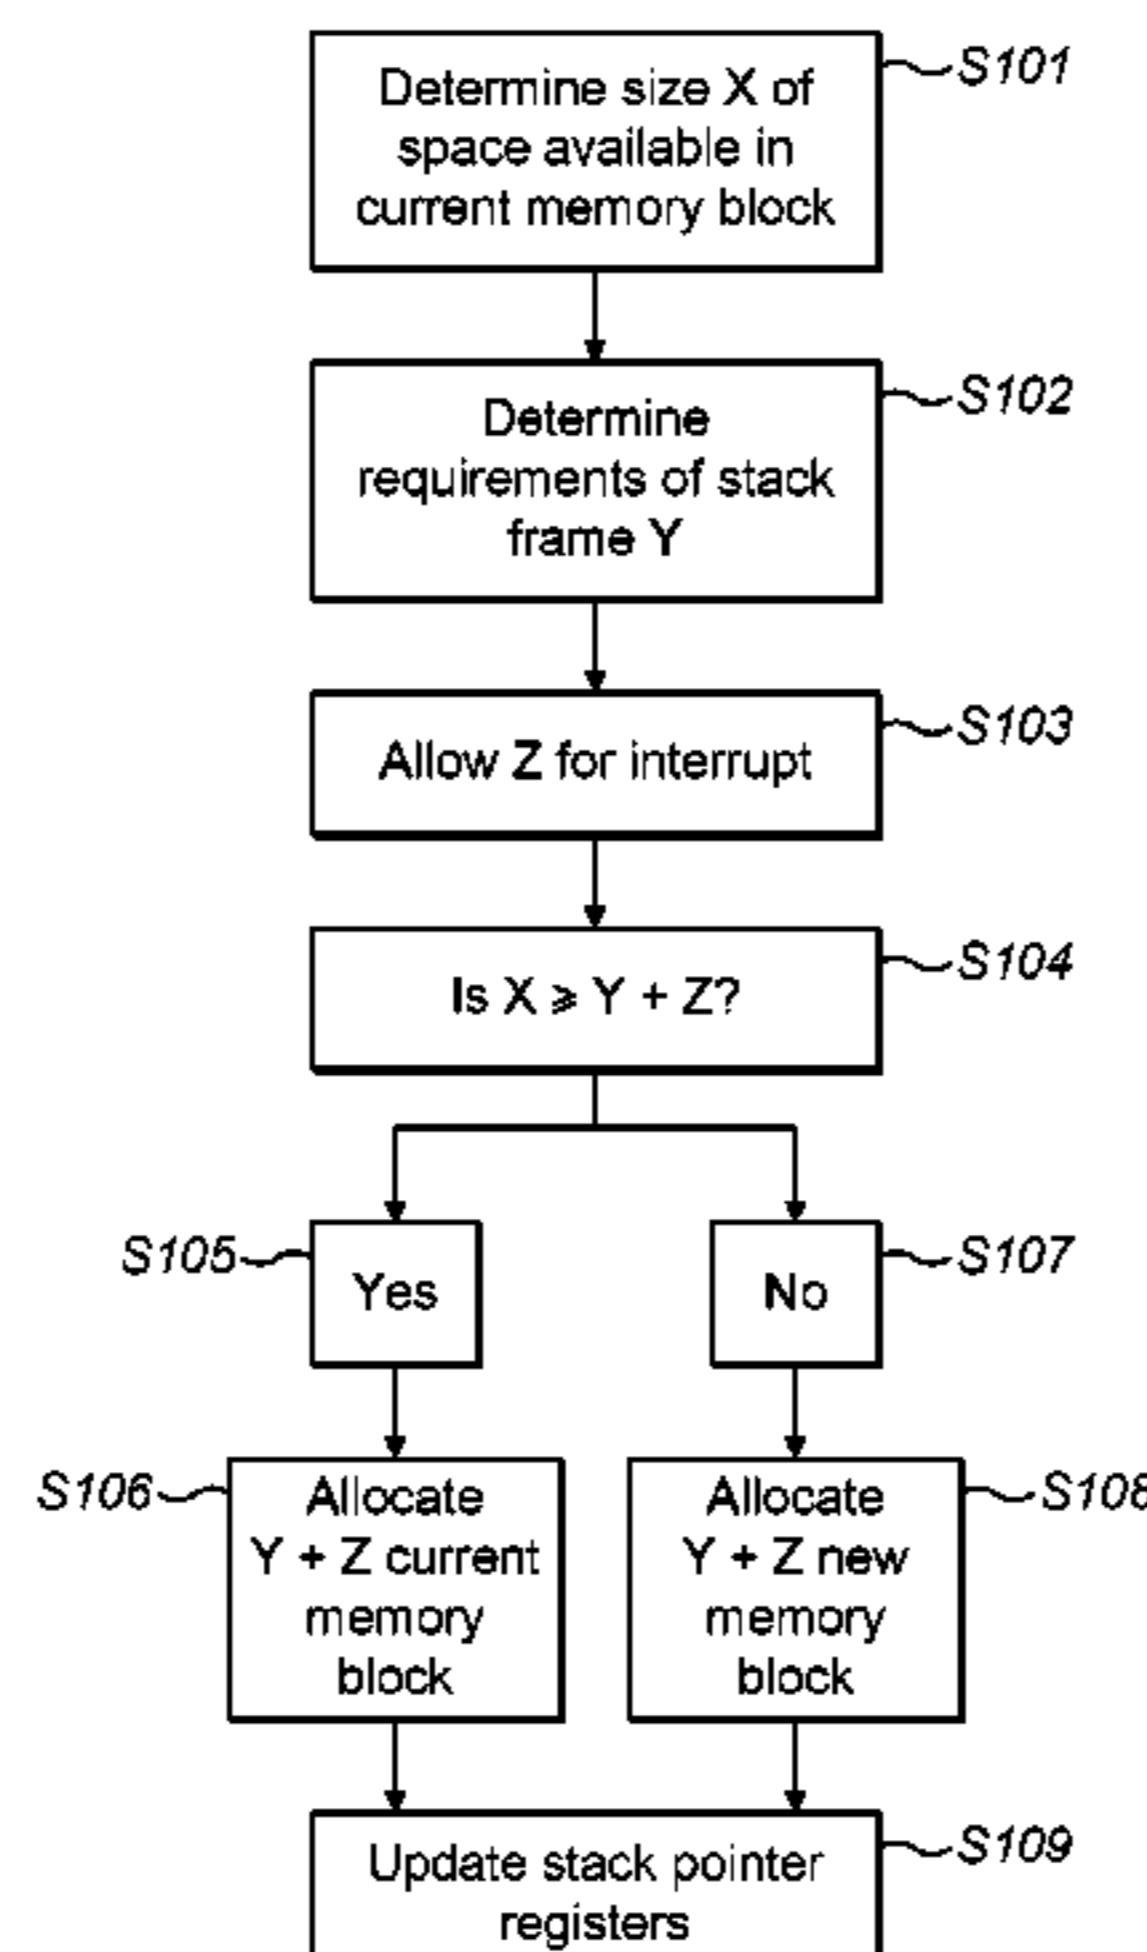 Determine size X of
space available in
current memory block
S101
Determine
requirements of stack
frame Y
S102
Allow Z for interrupt
S103
Is X ⩾ Y + Z?
S104
S105
Yes
No
S107
S106
Allocate
Y + Z current
memory
block
Allocate
Y + Z new
memory
block
S108
Update stack pointer
registers
S109